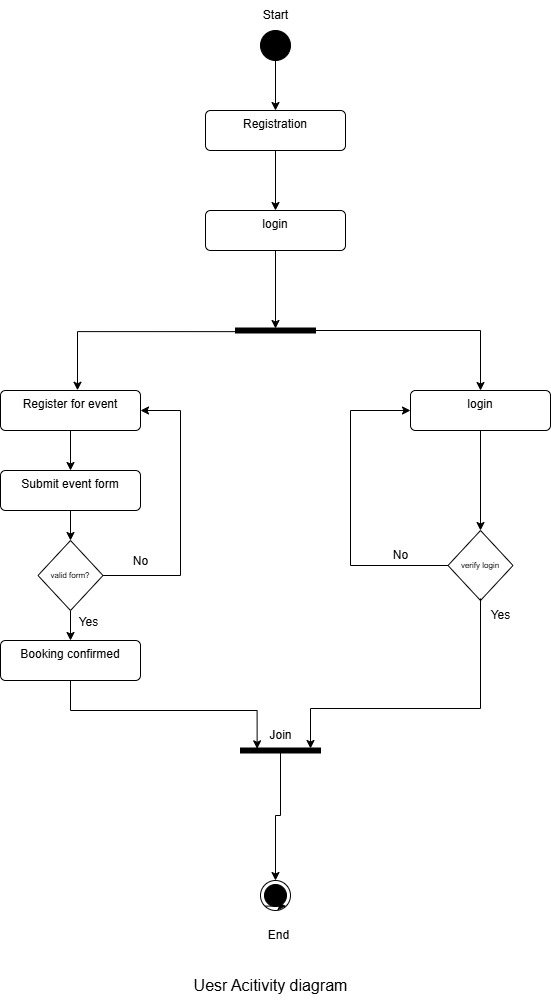 Start
Registration
login
Register for event
login
Submit event form
valid form?
No
No
verify login
Yes
Yes
Booking confirmed
Join
End
Uesr Acitivity diagram